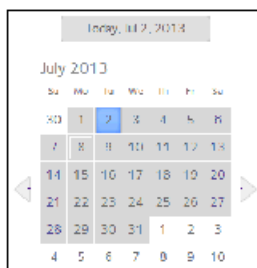 Today, Jul 2, 2013
July 2013
Su Mo Tu We Th Fr Sa
30 1 2 3 4 5 6
7 8 9 10 11 12 13
14 15 16 17 18 19 20
21 22 23 24 25 26 27
28 29 30 31 1 2 3
4 5 6 7 8 9 10